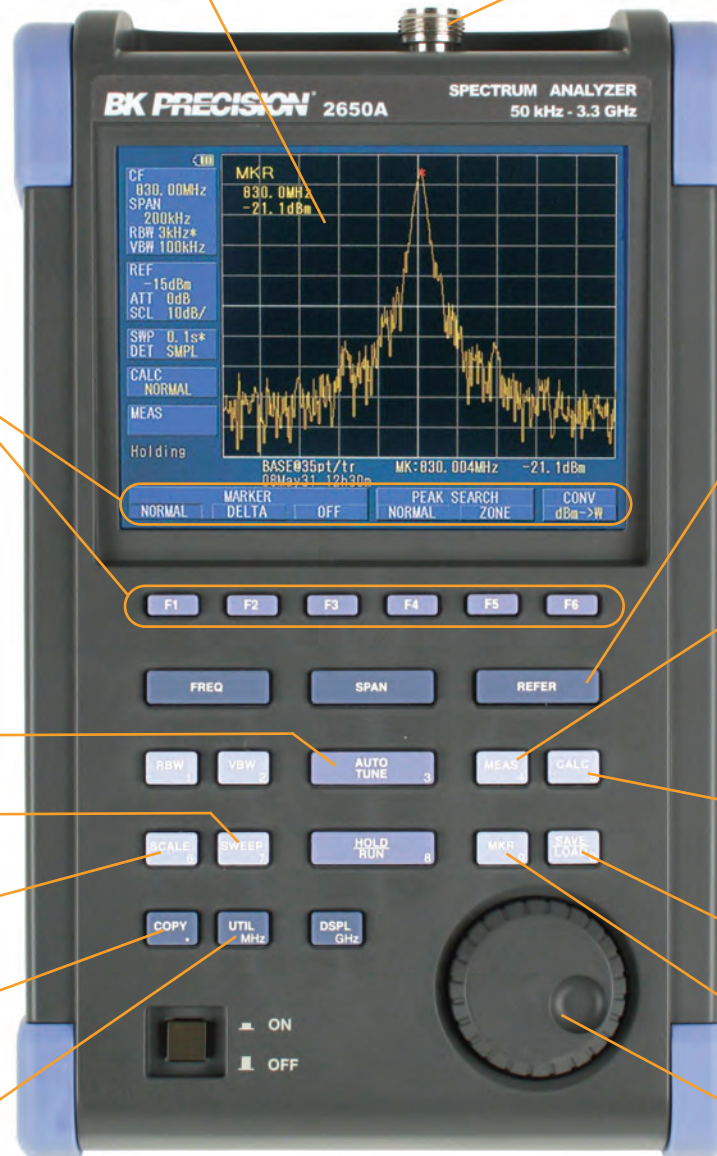 BK PRECISION 2650A
SPECTRUM ANALYZER
50 kHz - 3.3 GHz
CF
830.00MHz
SPAN
200kHz
RBW 3kHz*
VBW 100kHz
REF
-15dBm
ATT 0dB
SCL 10dB/
SWP 0.1s*
DET SMPL
CALC
NORMAL
MEAS
Holding
MKR
830.0MHz
-21.1dBm
BASE@35pt/tr MK:830.004MHz -21.1dBm
08May31 12h30m
MARKER PEAK SEARCH CONV
NORMAL DELTA OFF NORMAL ZONE dBm->W
F1 F2 F3 F4 F5 F6
FREQ SPAN REFER
RBW 1 VBW 2 AUTO TUNE 3 MEAS CALC
SCALE 6 SWEEP 7 HOLD RUN 8 MKR SAVE LOAD
COPY . UTIL MHz DSPL GHz
ON
OFF